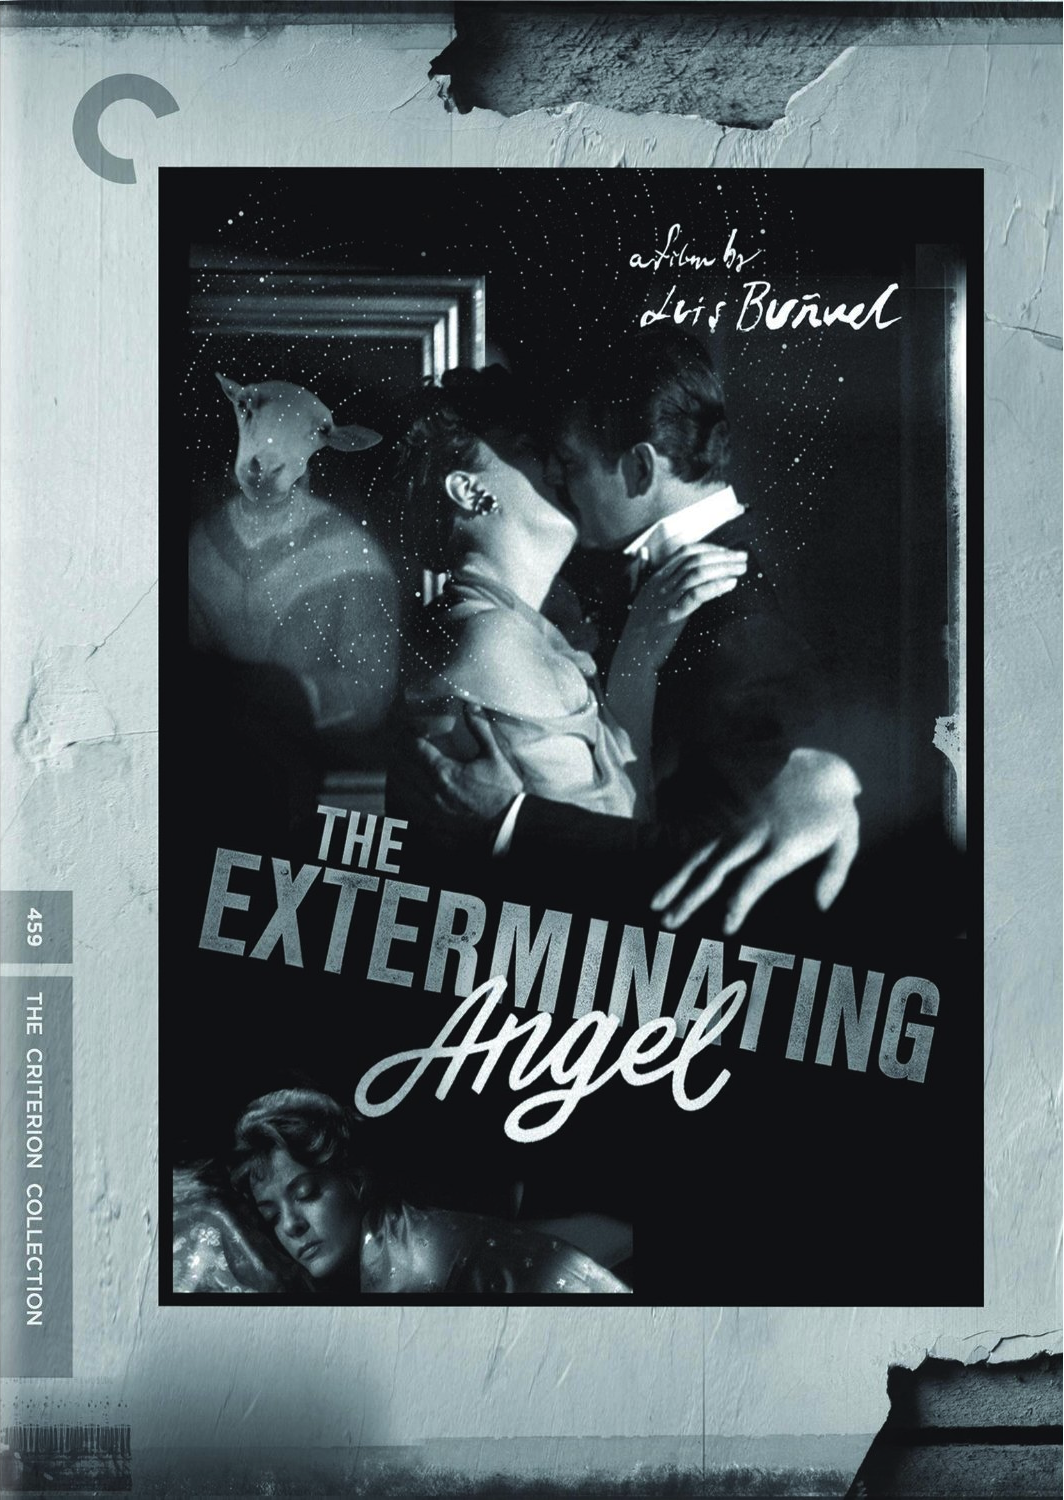 a film by
Luis Buñuel
THE
EXTERMINATING
Angel
459
THE CRITERION COLLECTION